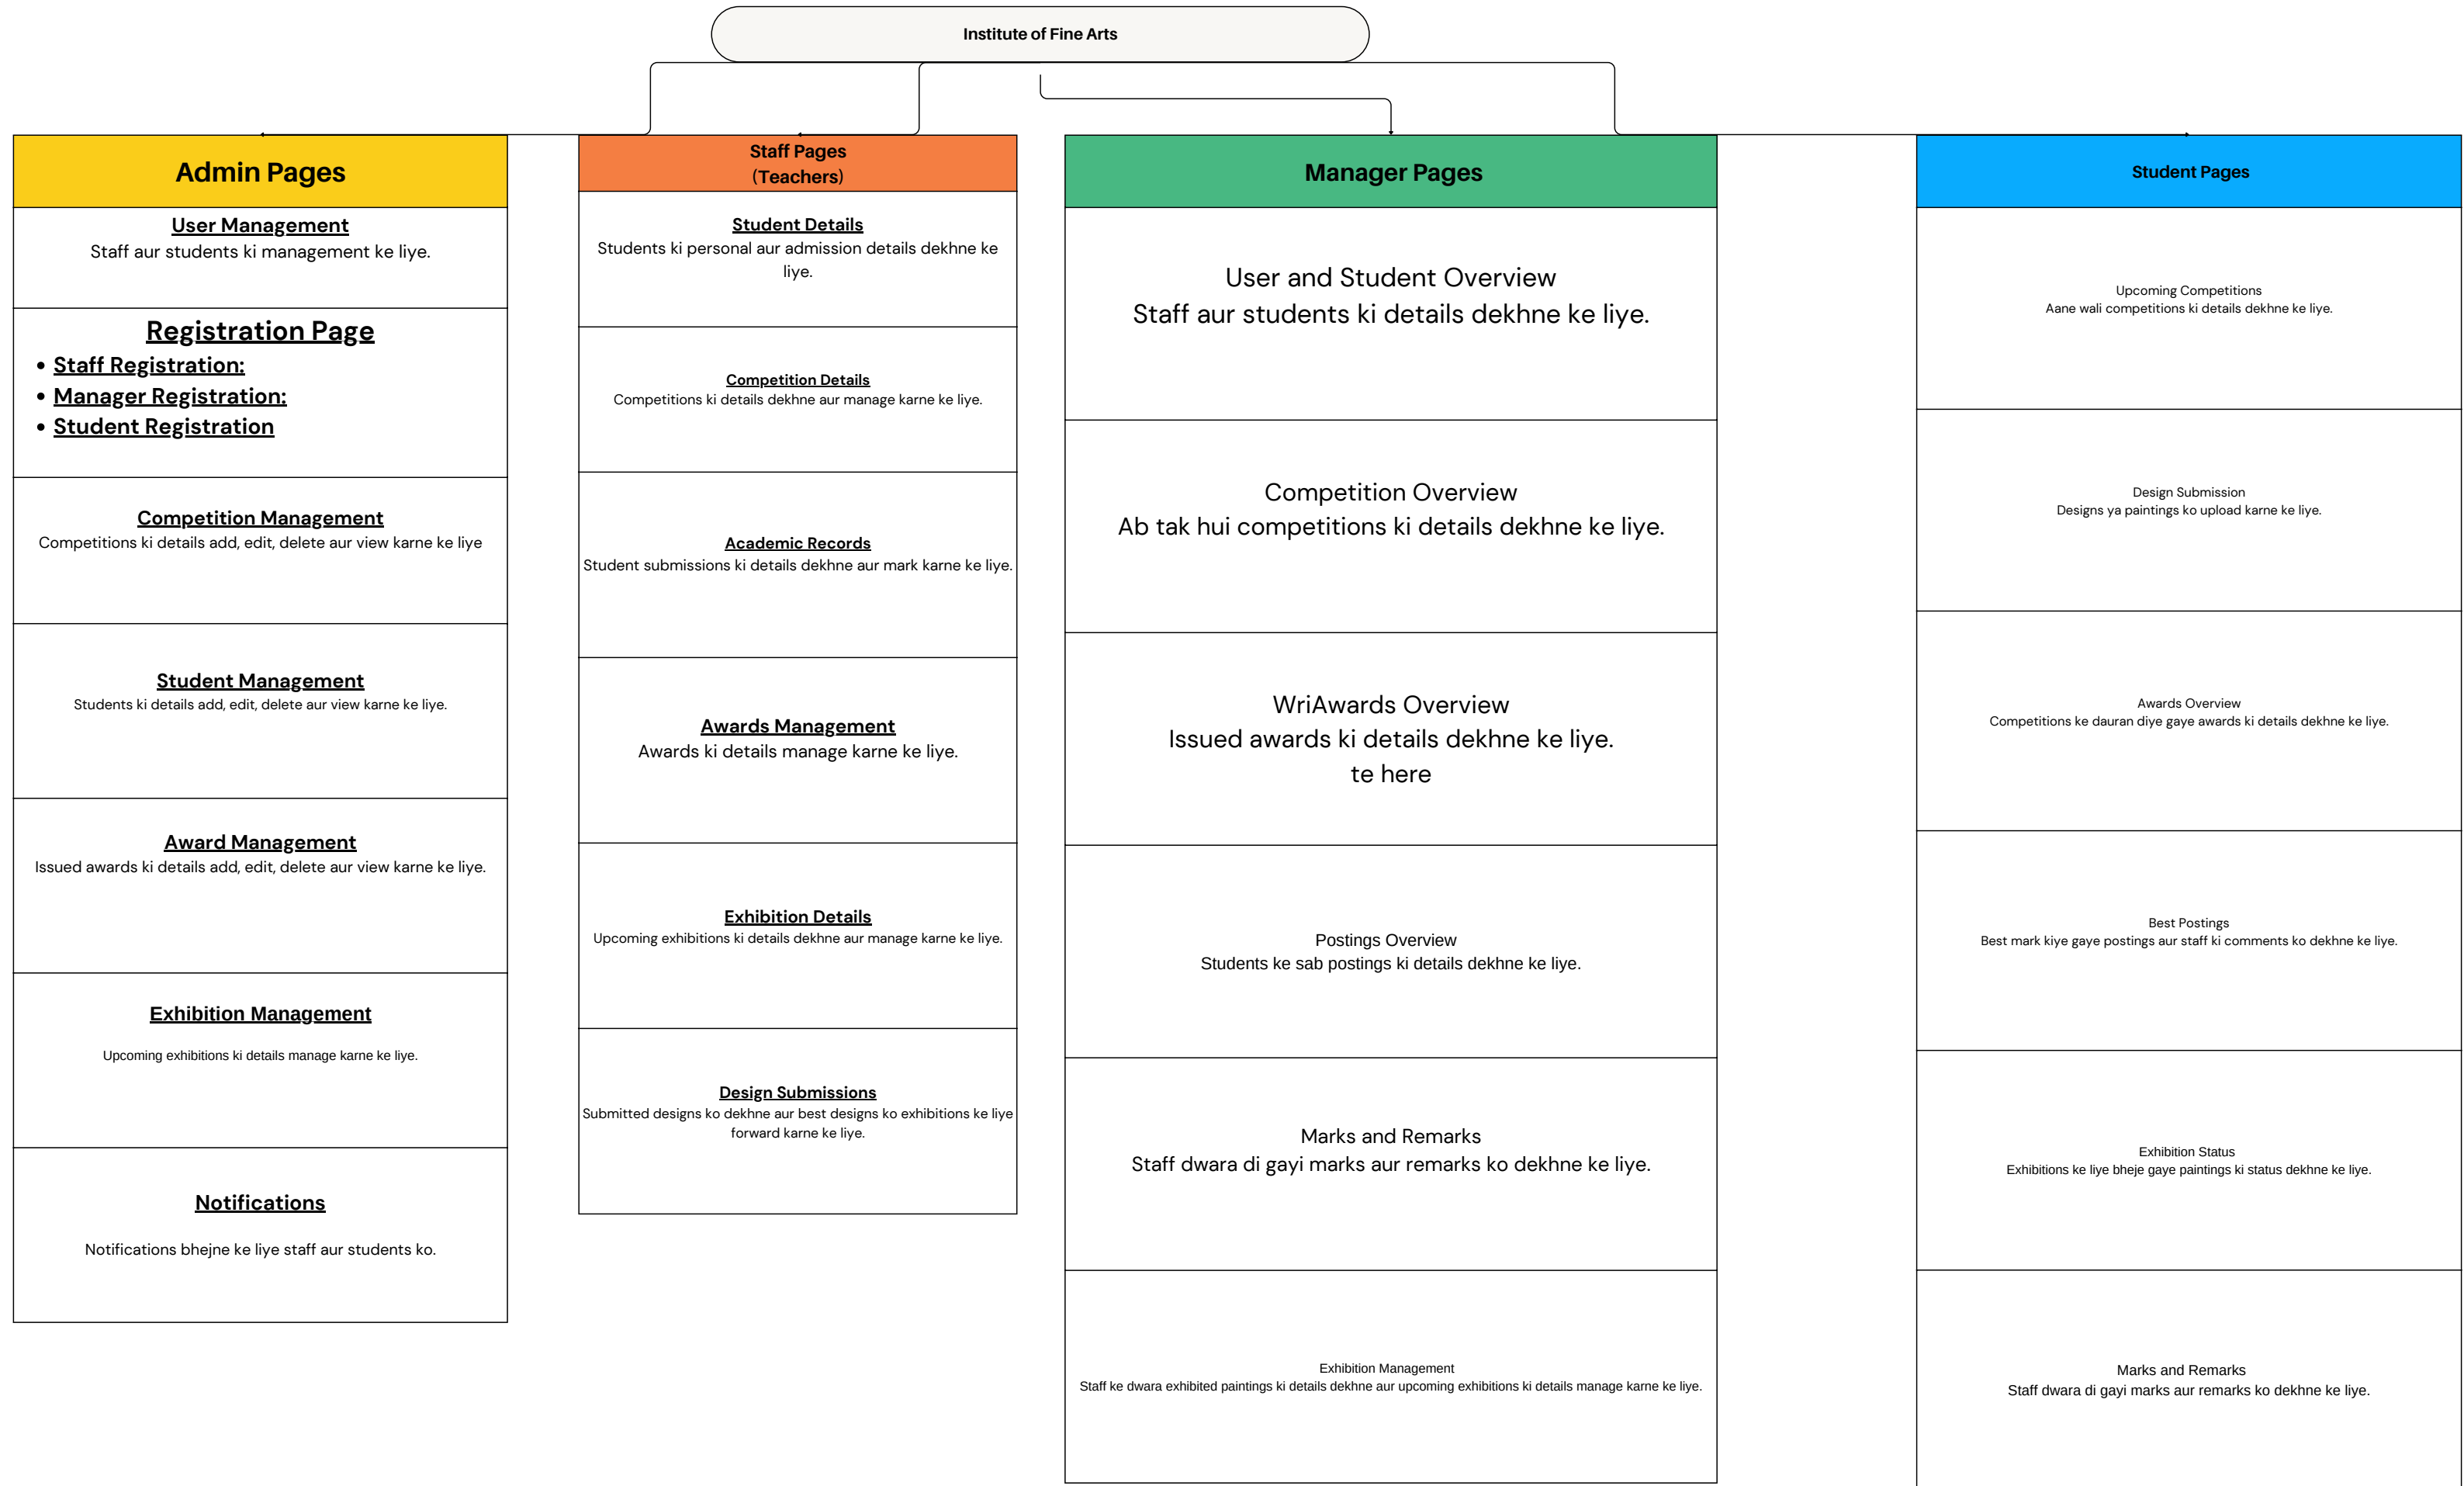 Institute of Fine Arts
Admin Pages
User Management
Staff aur students ki management ke liye.
Registration Page
• Staff Registration:
• Manager Registration:
• Student Registration
Competition Management
Competitions ki details add, edit, delete aur view karne ke liye
Student Management
Students ki details add, edit, delete aur view karne ke liye.
Award Management
Issued awards ki details add, edit, delete aur view karne ke liye.
Exhibition Management
Upcoming exhibitions ki details manage karne ke liye.
Notifications
Notifications bhejne ke liye staff aur students ko.
Staff Pages
(Teachers)
Student Details
Students ki personal aur admission details dekhne ke
liye.
Competition Details
Competitions ki details dekhne aur manage karne ke liye.
Academic Records
Student submissions ki details dekhne aur mark karne ke liye.
Awards Management
Awards ki details manage karne ke liye.
Exhibition Details
Upcoming exhibitions ki details dekhne aur manage karne ke liye.
Design Submissions
Submitted designs ko dekhne aur best designs ko exhibitions ke liye
forward karne ke liye.
Manager Pages
User and Student Overview
Staff aur students ki details dekhne ke liye.
Competition Overview
Ab tak hui competitions ki details dekhne ke liye.
WriAwards Overview
Issued awards ki details dekhne ke liye.
te here
Postings Overview
Students ke sab postings ki details dekhne ke liye.
Marks and Remarks
Staff dwara di gayi marks aur remarks ko dekhne ke liye.
Exhibition Management
Staff ke dwara exhibited paintings ki details dekhne aur upcoming exhibitions ki details manage karne ke liye.
Student Pages
Upcoming Competitions
Aane wali competitions ki details dekhne ke liye.
Design Submission
Designs ya paintings ko upload karne ke liye.
Awards Overview
Competitions ke dauran diye gaye awards ki details dekhne ke liye.
Best Postings
Best mark kiye gaye postings aur staff ki comments ko dekhne ke liye.
Exhibition Status
Exhibitions ke liye bheje gaye paintings ki status dekhne ke liye.
Marks and Remarks
Staff dwara di gayi marks aur remarks ko dekhne ke liye.